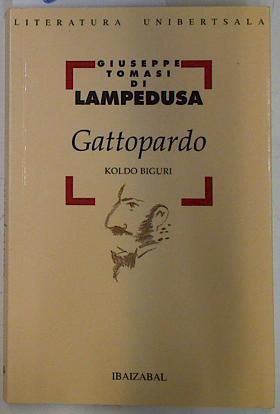 LITERATURA UNIBERTSALA
GIUSEPPE
TOMASI
DI
LAMPEDUSA
Gattopardo
KOLDO BIGURI
IBAIZABAL